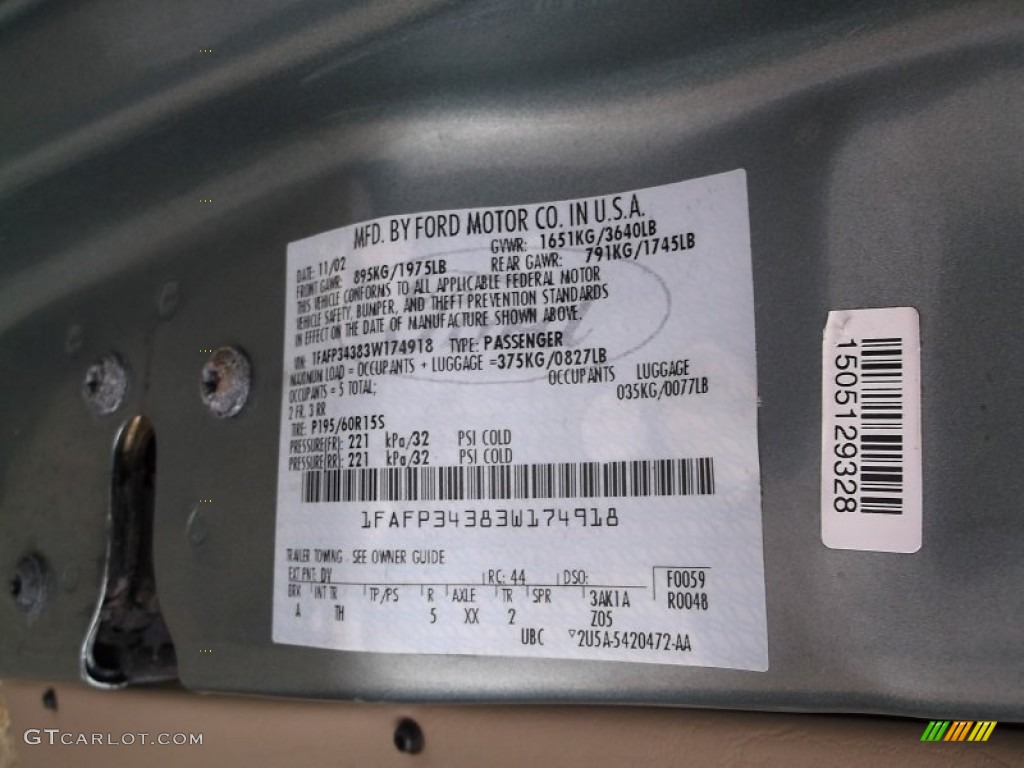 MFD. BY FORD MOTOR CO. IN U.S.A.
DATE: 11/02 GVWR: 1651KG/3640LB
FRONT GAWR: 895KG/1975LB REAR GAWR: 791KG/1745LB
THIS VEHICLE CONFORMS TO ALL APPLICABLE FEDERAL MOTOR
VEHICLE SAFETY, BUMPER, AND THEFT PREVENTION STANDARDS
IN EFFECT ON THE DATE OF MANUFACTURE SHOWN ABOVE.
VIN: 1FAFP34383W174918 TYPE: PASSENGER
MAXIMUM LOAD = OCCUPANTS + LUGGAGE =375KG/0827LB
OCCUPANTS = 5 TOTAL; OCCUPANTS LUGGAGE
2 FR, 3 RR 035KG/0077LB
TIRE: P195/60R15S
PRESSURE(FR): 221 kPa/32 PSI COLD
PRESSURE(RR): 221 kPa/32 PSI COLD
1FAFP34383W174918
TRAILER TOWING - SEE OWNER GUIDE
EXT PNT: DV RC: 44 DSO: F0059
BRK INT TR TP/PS R AXLE TR SPR 3AK1A R0048
A TH 5 XX 2 Z05
UBC 2U5A-5420472-AA
1505129328
GTCARLOT.COM